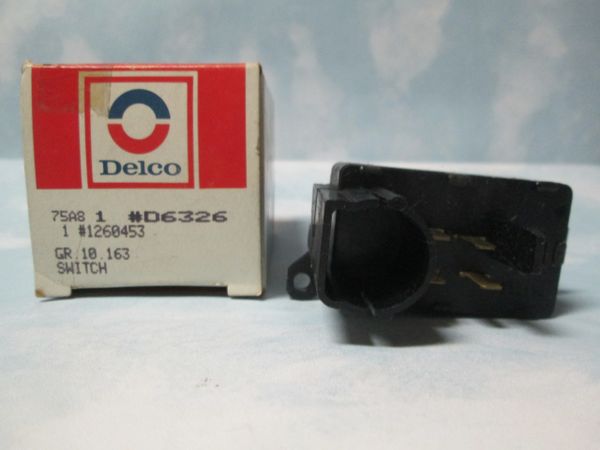 Delco
75A8 1 #D6326
1 #1260453
GR.10.163
SWITCH